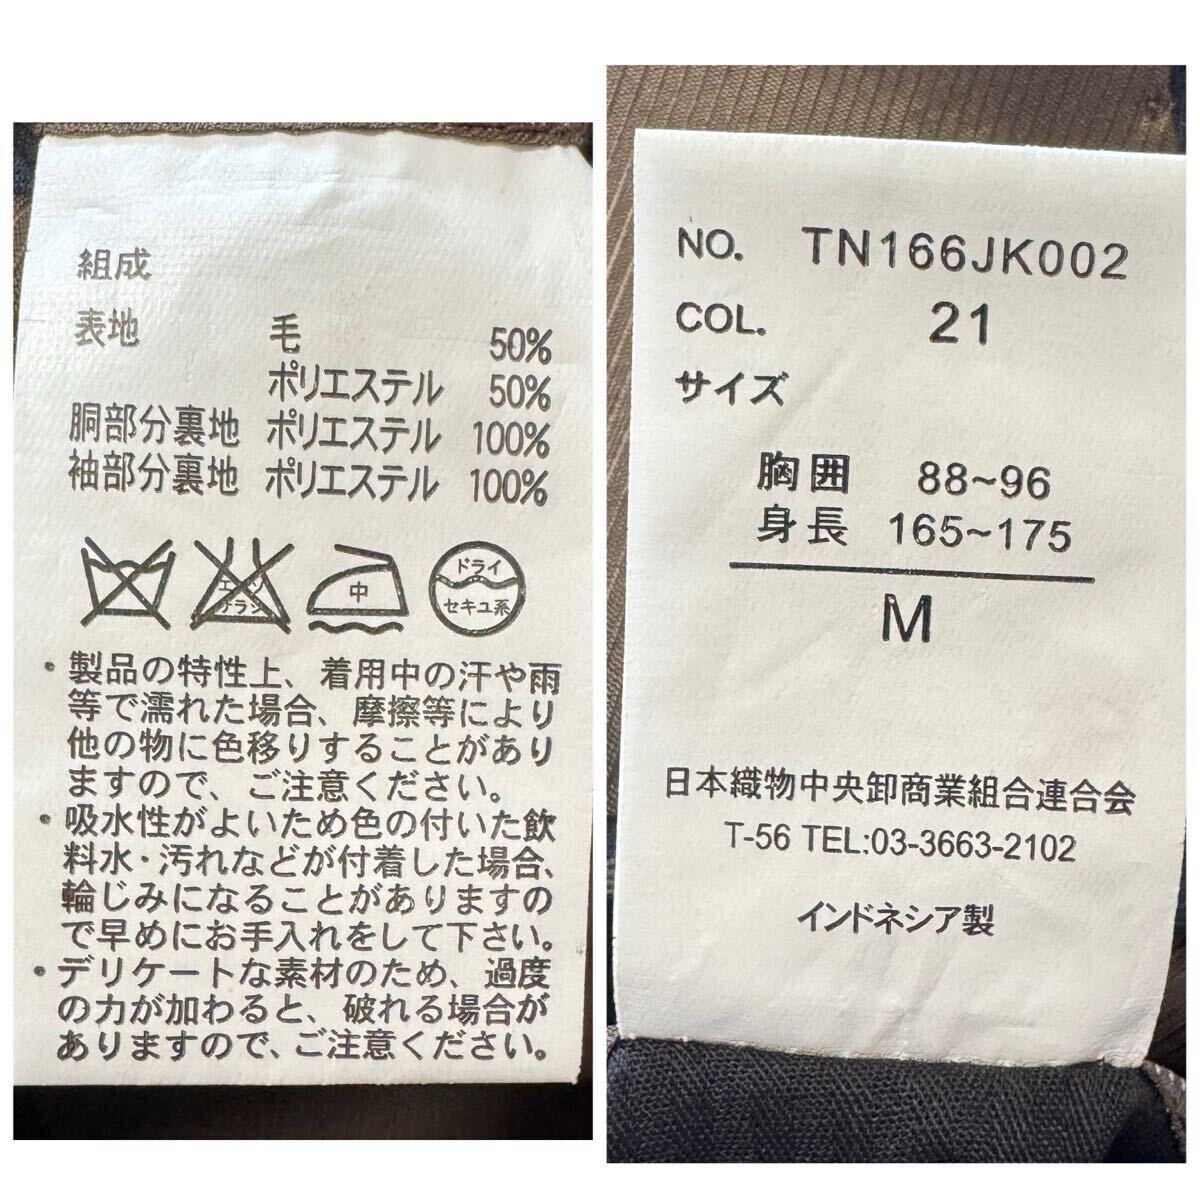 組成
表地 毛 50%
ポリエステル 50%
胴部分裏地 ポリエステル 100%
袖部分裏地 ポリエステル 100%
中
ドライ
セキユ系
・製品の特性上、着用中の汗や雨
等で濡れた場合、摩擦等により
他の物に色移りすることがあり
ますので、ご注意ください。
・吸水性がよいため色の付いた飲
料水・汚れなどが付着した場合、
輪じみになることがありますの
で早めにお手入れをして下さい。
・デリケートな素材のため、過度
の力が加わると、破れる場合が
ありますので、ご注意ください。
NO. TN166JK002
COL. 21
サイズ
胸囲 88~96
身長 165~175
M
日本織物中央卸商業組合連合会
T-56 TEL:03-3663-2102
インドネシア製